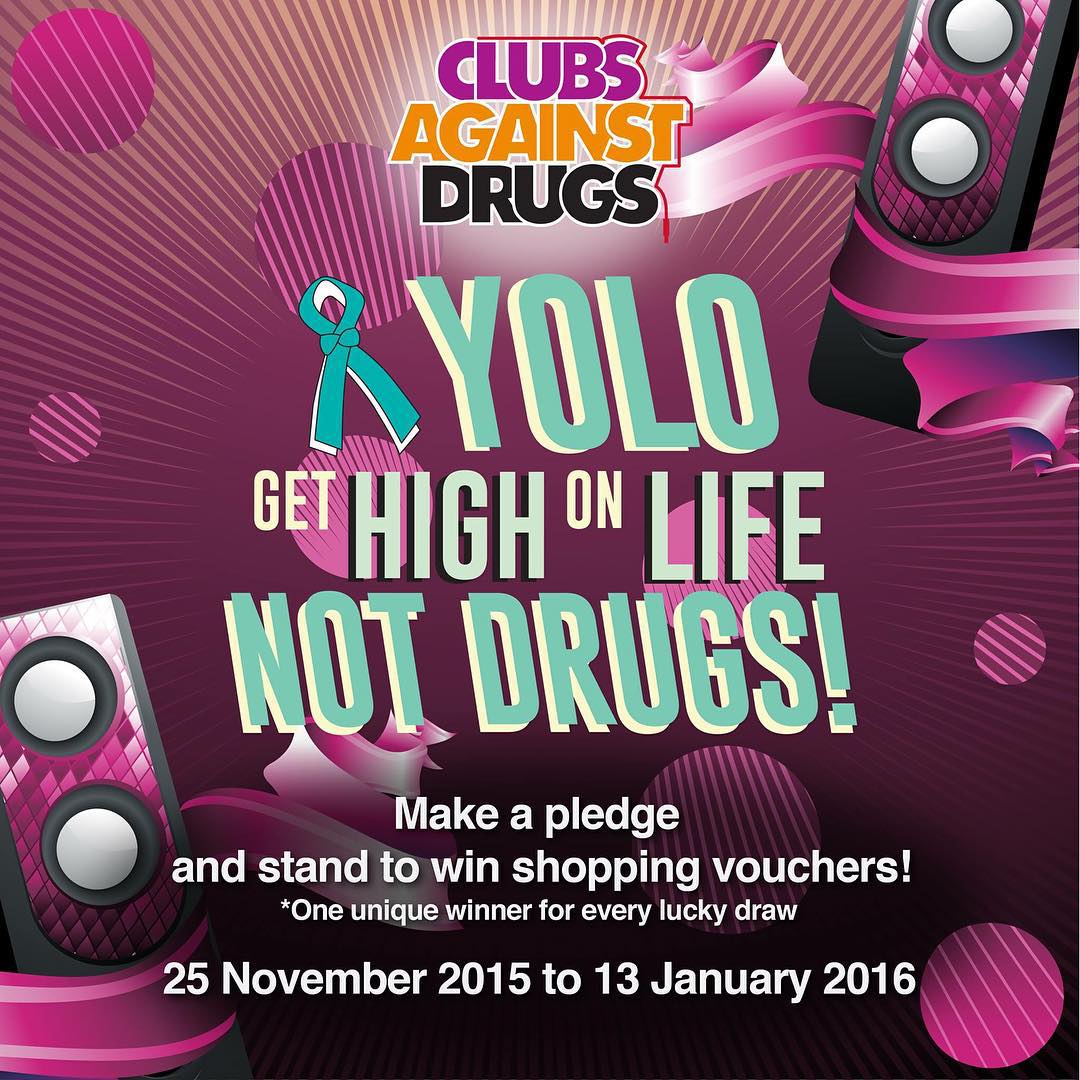 CLUBS
AGAINST
DRUGS
YOLO
GET HIGH ON LIFE
NOT DRUGS!
Make a pledge
and stand to win shopping vouchers!
*One unique winner for every lucky draw
25 November 2015 to 13 January 2016